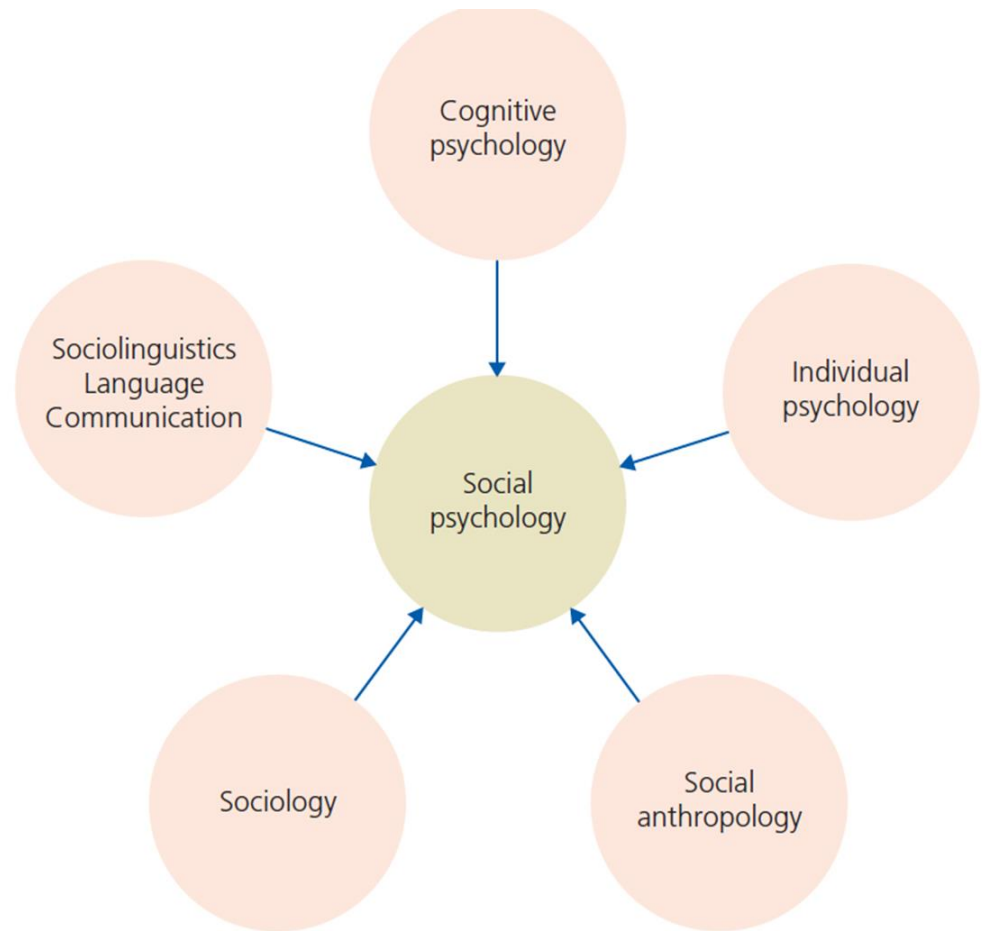 Cognitive
psychology
Sociolinguistics
Language
Communication
Individual
psychology
Social
psychology
Sociology
Social
anthropology